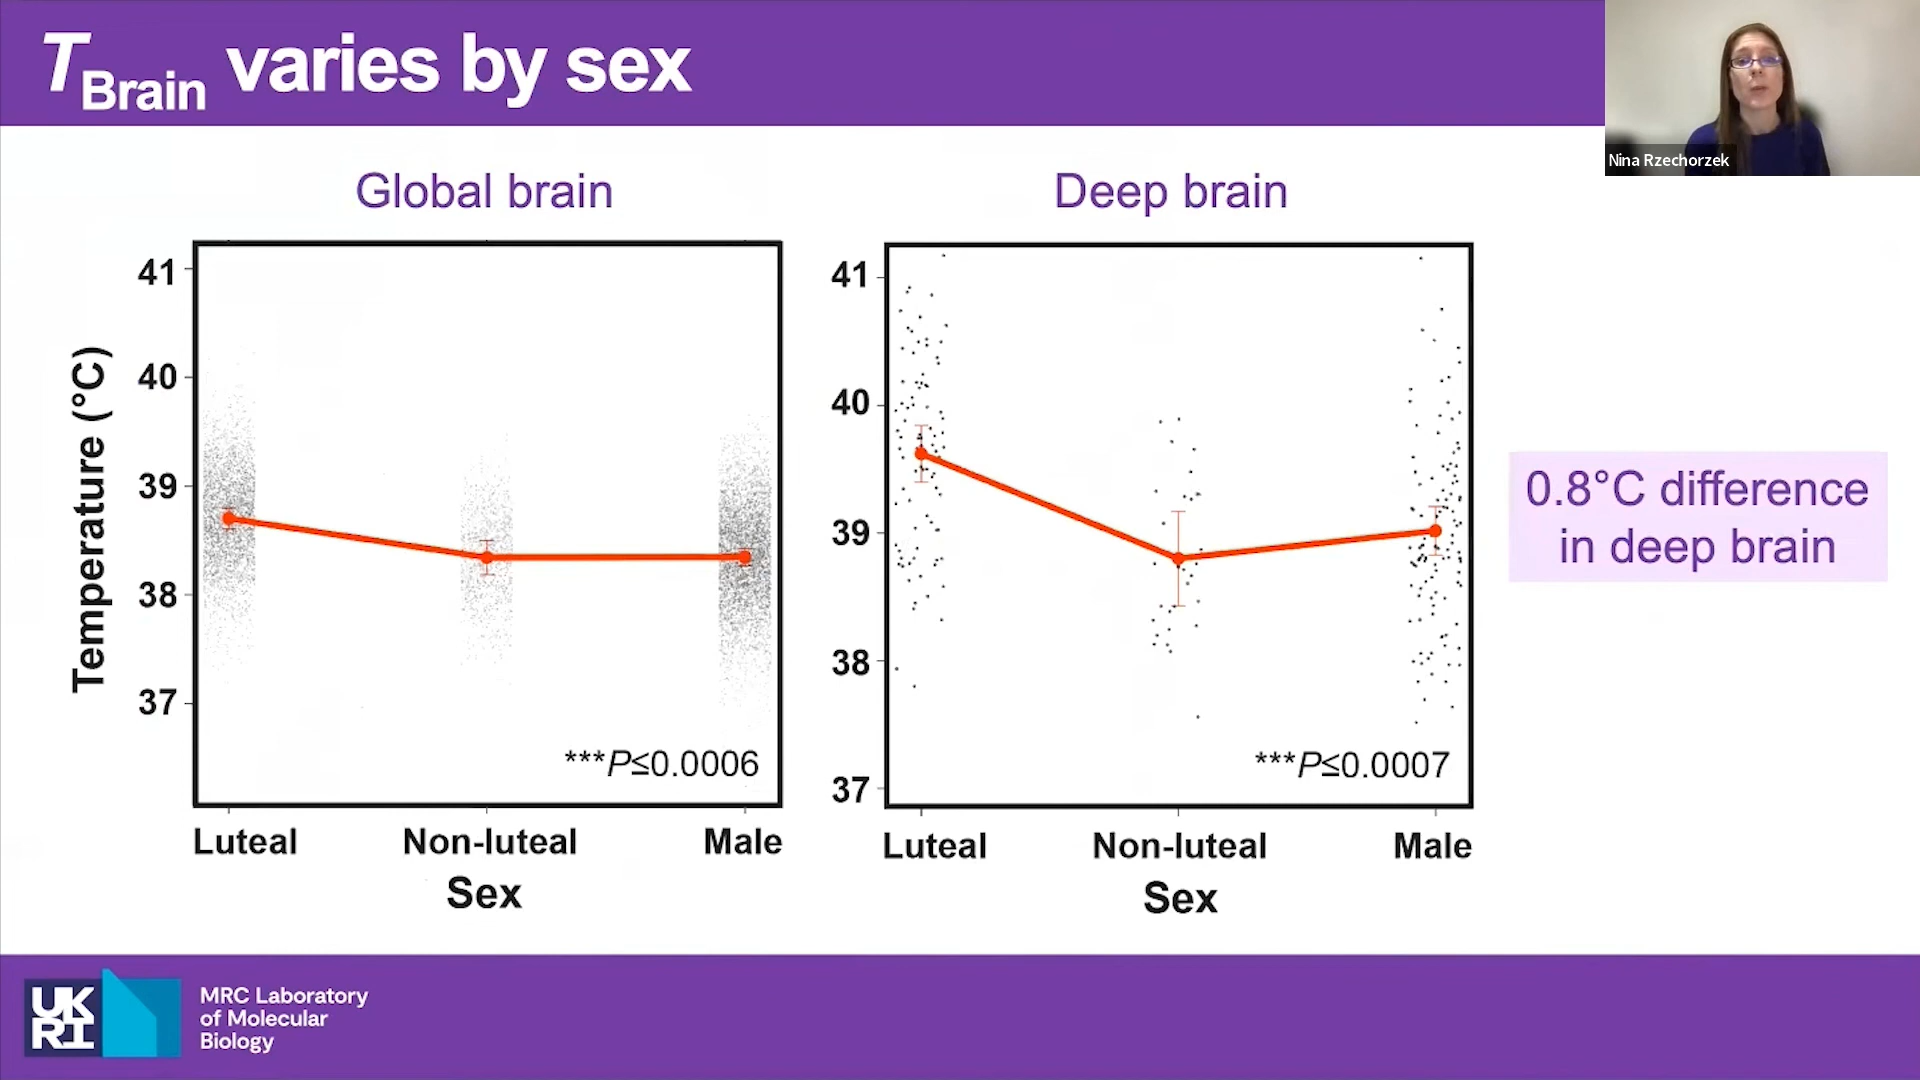 T Brain varies by sex
Nina Rzechorzek
Global brain
Deep brain
Temperature (°C)
41
40
39
38
37
***P≤0.0006
Luteal
Non-luteal
Male
Sex
41
40
39
38
37
***P≤0.0007
Luteal
Non-luteal
Male
Sex
0.8°C difference
in deep brain
UK
RI
MRC Laboratory
of Molecular
Biology